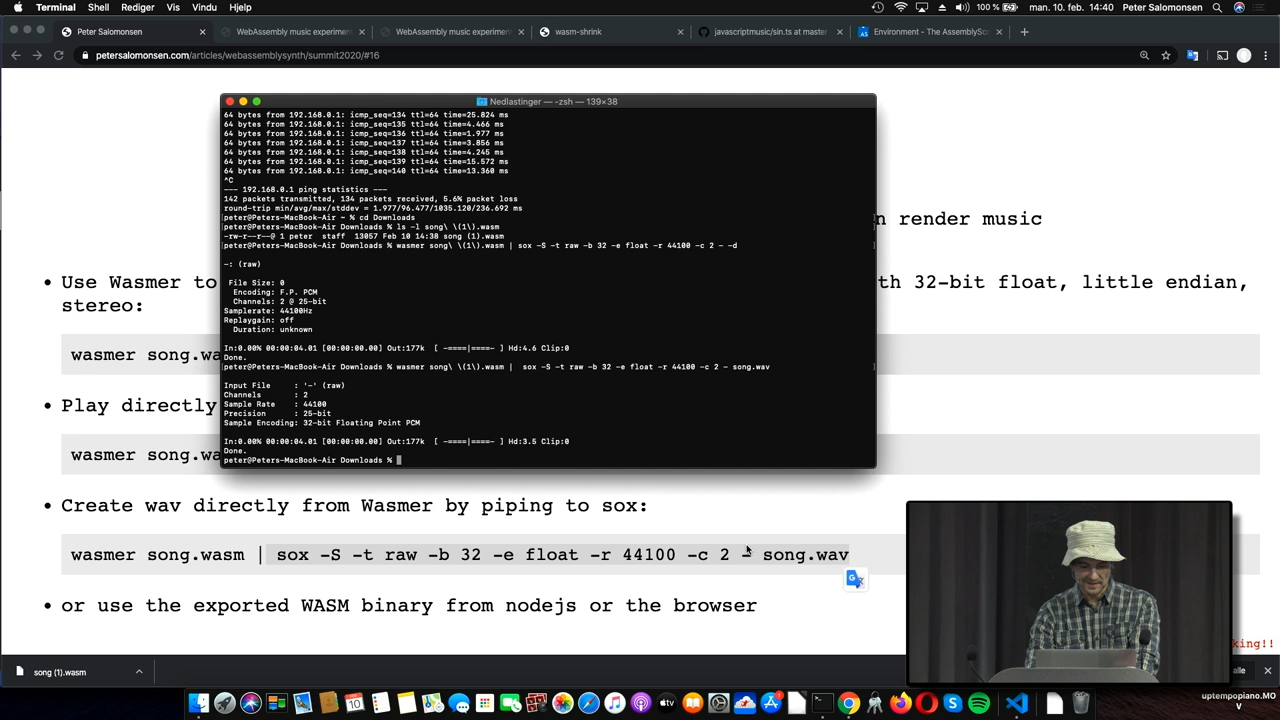 Terminal Shell Rediger Vis Vindu Hjelp 100 % man. 10. feb. 14:40 Peter Salomonsen
Peter Salomonsen WebAssembly music experimen WebAssembly music experimen wasm-shrink javascriptmusic/sin.ts at master Environment - The AssemblyScr
petersalomonsen.com/articles/webassemblysynth/summit2020/#16
Nedlastinger — -zsh — 139×38
64 bytes from 192.168.0.1: icmp_seq=134 ttl=64 time=25.824 ms
64 bytes from 192.168.0.1: icmp_seq=135 ttl=64 time=4.466 ms
64 bytes from 192.168.0.1: icmp_seq=136 ttl=64 time=1.977 ms
64 bytes from 192.168.0.1: icmp_seq=137 ttl=64 time=3.856 ms
64 bytes from 192.168.0.1: icmp_seq=138 ttl=64 time=4.245 ms
64 bytes from 192.168.0.1: icmp_seq=139 ttl=64 time=15.572 ms
64 bytes from 192.168.0.1: icmp_seq=140 ttl=64 time=13.360 ms
^C
--- 192.168.0.1 ping statistics ---
142 packets transmitted, 134 packets received, 5.6% packet loss
round-trip min/avg/max/stddev = 1.977/96.477/1035.120/236.692 ms
[peter@Peters-MacBook-Air ~ % cd Downloads ]
[peter@Peters-MacBook-Air Downloads % ls -l song\ \(1\).wasm ]
-rw-r--r--@ 1 peter staff 13057 Feb 10 14:38 song (1).wasm
[peter@Peters-MacBook-Air Downloads % wasmer song\ \(1\).wasm | sox -S -t raw -b 32 -e float -r 44100 -c 2 - -d ]
-: (raw)
File Size: 0
Encoding: F.P. PCM
Channels: 2 @ 25-bit
Samplerate: 44100Hz
Replaygain: off
Duration: unknown
In:0.00% 00:00:04.01 [00:00:00.00] Out:177k [ -====|====- ] Hd:4.6 Clip:0
Done.
[peter@Peters-MacBook-Air Downloads % wasmer song\ \(1\).wasm | sox -S -t raw -b 32 -e float -r 44100 -c 2 - song.wav ]
Input File : '-' (raw)
Channels : 2
Sample Rate : 44100
Precision : 25-bit
Sample Encoding: 32-bit Floating Point PCM
In:0.00% 00:00:04.01 [00:00:00.00] Out:177k [ -====|====- ] Hd:3.5 Clip:0
Done.
peter@Peters-MacBook-Air Downloads %
n render music
• Use Wasmer to th 32-bit float, little endian,
stereo:
wasmer song.wa
• Play directly
wasmer song.wa
• Create wav directly from Wasmer by piping to sox:
wasmer song.wasm | sox -S -t raw -b 32 -e float -r 44100 -c 2 - song.wav
• or use the exported WASM binary from nodejs or the browser
king!!
song (1).wasm alle
uptempopiano.MO
V